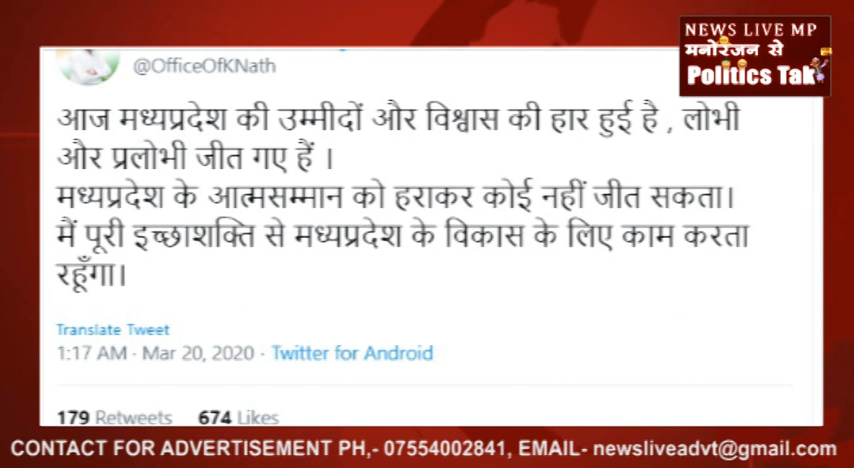 NEWS LIVE MP
मनोरंजन से
Politics Tak
@OfficeOfKNath
आज मध्यप्रदेश की उम्मीदों और विश्वास की हार हुई है , लोभी
और प्रलोभी जीत गए हैं ।
मध्यप्रदेश के आत्मसम्मान को हराकर कोई नहीं जीत सकता।
मैं पूरी इच्छाशक्ति से मध्यप्रदेश के विकास के लिए काम करता
रहूँगा।
Translate Tweet
1:17 AM · Mar 20, 2020 · Twitter for Android
179 Retweets 674 Likes
CONTACT FOR ADVERTISEMENT PH,- 07554002841, EMAIL- newsliveadvt@gmail.com